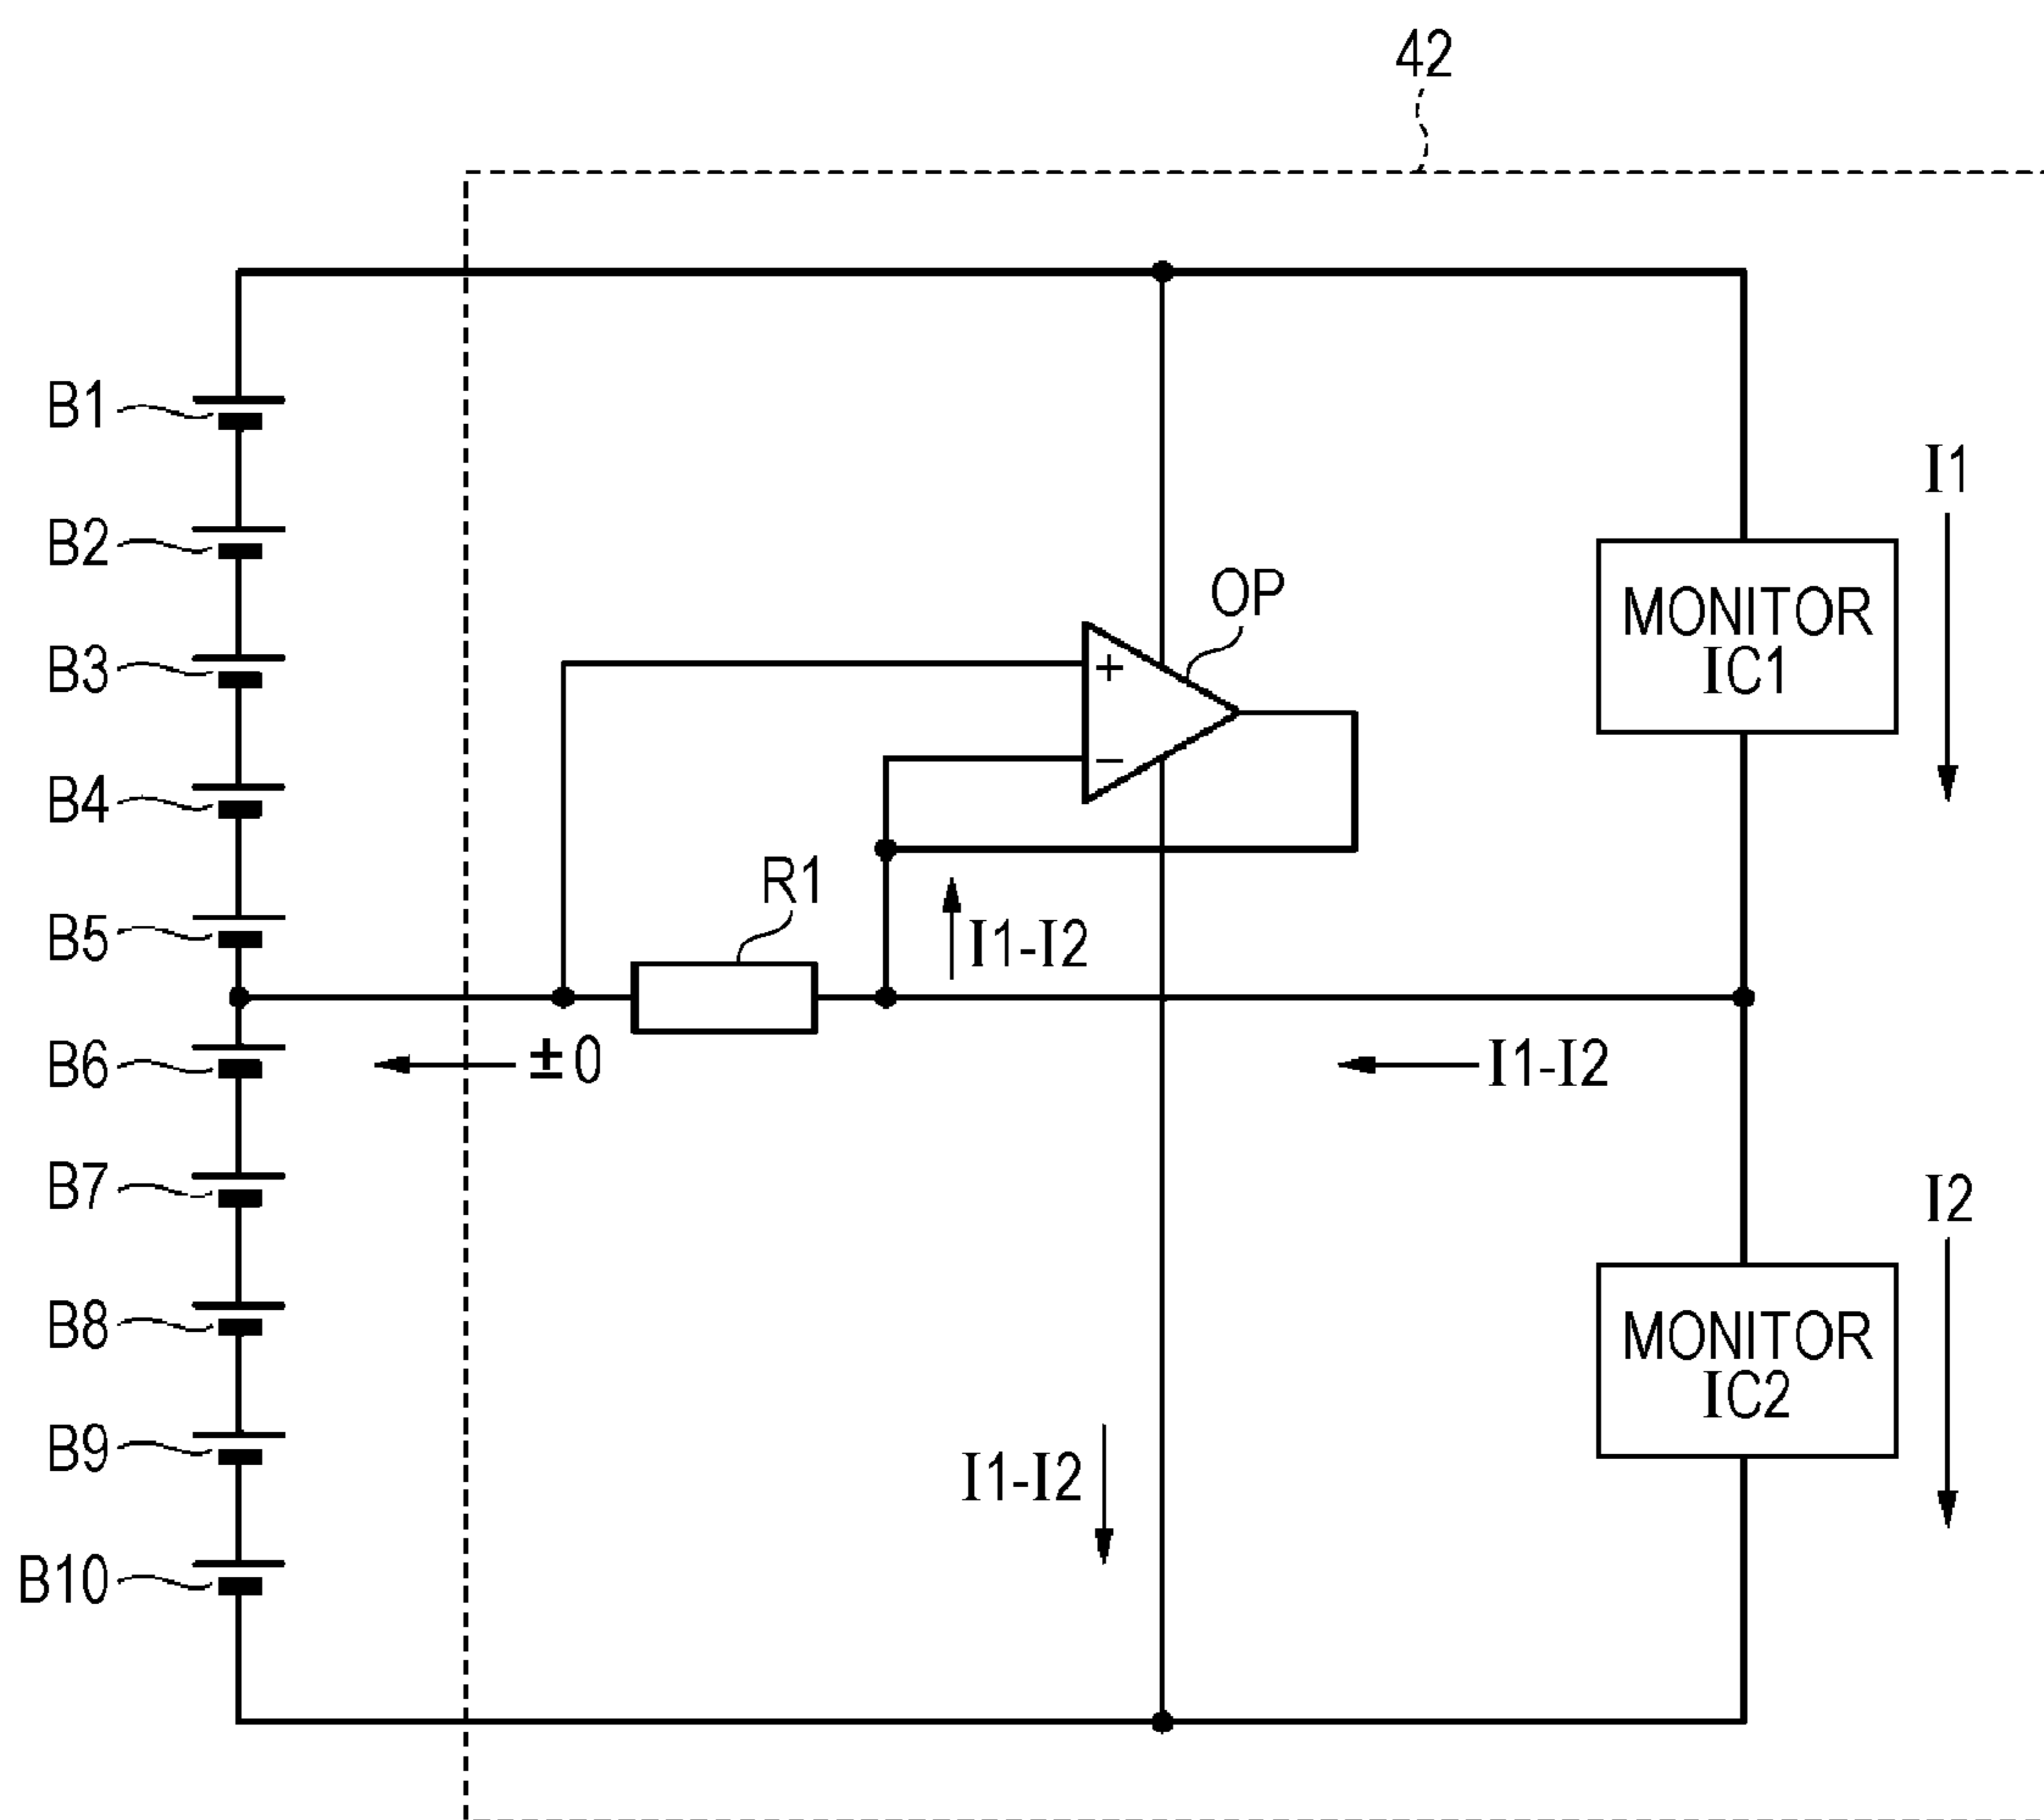 42
B1
I1
B2
OP
+
MONITOR
IC1
B3
−
B4
R1
B5
I1-I2
±0
I1-I2
B6
B7
I2
B8
MONITOR
IC2
B9
I1-I2
B10